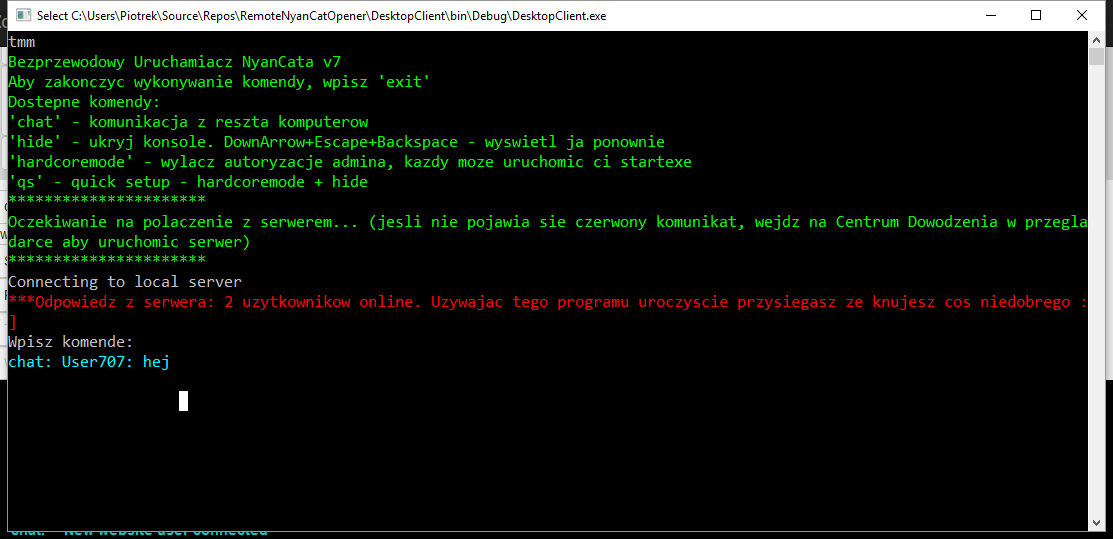 Select C:\Users\Piotrek\Source\Repos\RemoteNyanCatOpener\DesktopClient\bin\Debug\DesktopClient.exe
tmm
Bezprzewodowy Uruchamiacz NyanCata v7
Aby zakonczyc wykonywanie komendy, wpisz 'exit'
Dostepne komendy:
'chat' - komunikacja z reszta komputerow
'hide' - ukryj konsole. DownArrow+Escape+Backspace - wyswietl ja ponownie
'hardcoremode' - wylacz autoryzacje admina, kazdy moze uruchomic ci startexe
'qs' - quick setup - hardcoremode + hide
**********************
Oczekiwanie na polaczenie z serwerem... (jesli nie pojawia sie czerwony komunikat, wejdz na Centrum Dowodzenia w przegla
darce aby uruchomic serwer)
**********************
Connecting to local server
***Odpowiedz z serwera: 2 uzytkownikow online. Uzywajac tego programu uroczyscie przysiegasz ze knujesz cos niedobrego :
]
Wpisz komende:
chat: User707: hej